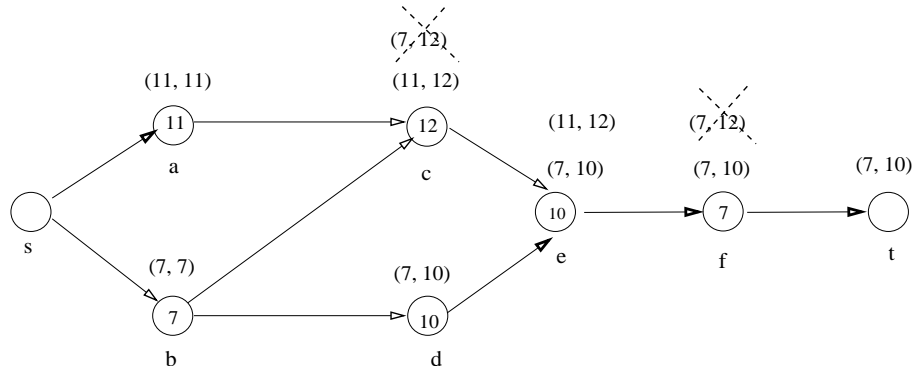 (7, 12)
(11, 11)
(11, 12)
11
12
a
c
(11, 12)
(7, 12)
(7, 10)
(7, 10)
(7, 10)
s
10
7
e
f
t
(7, 7)
(7, 10)
7
10
b
d